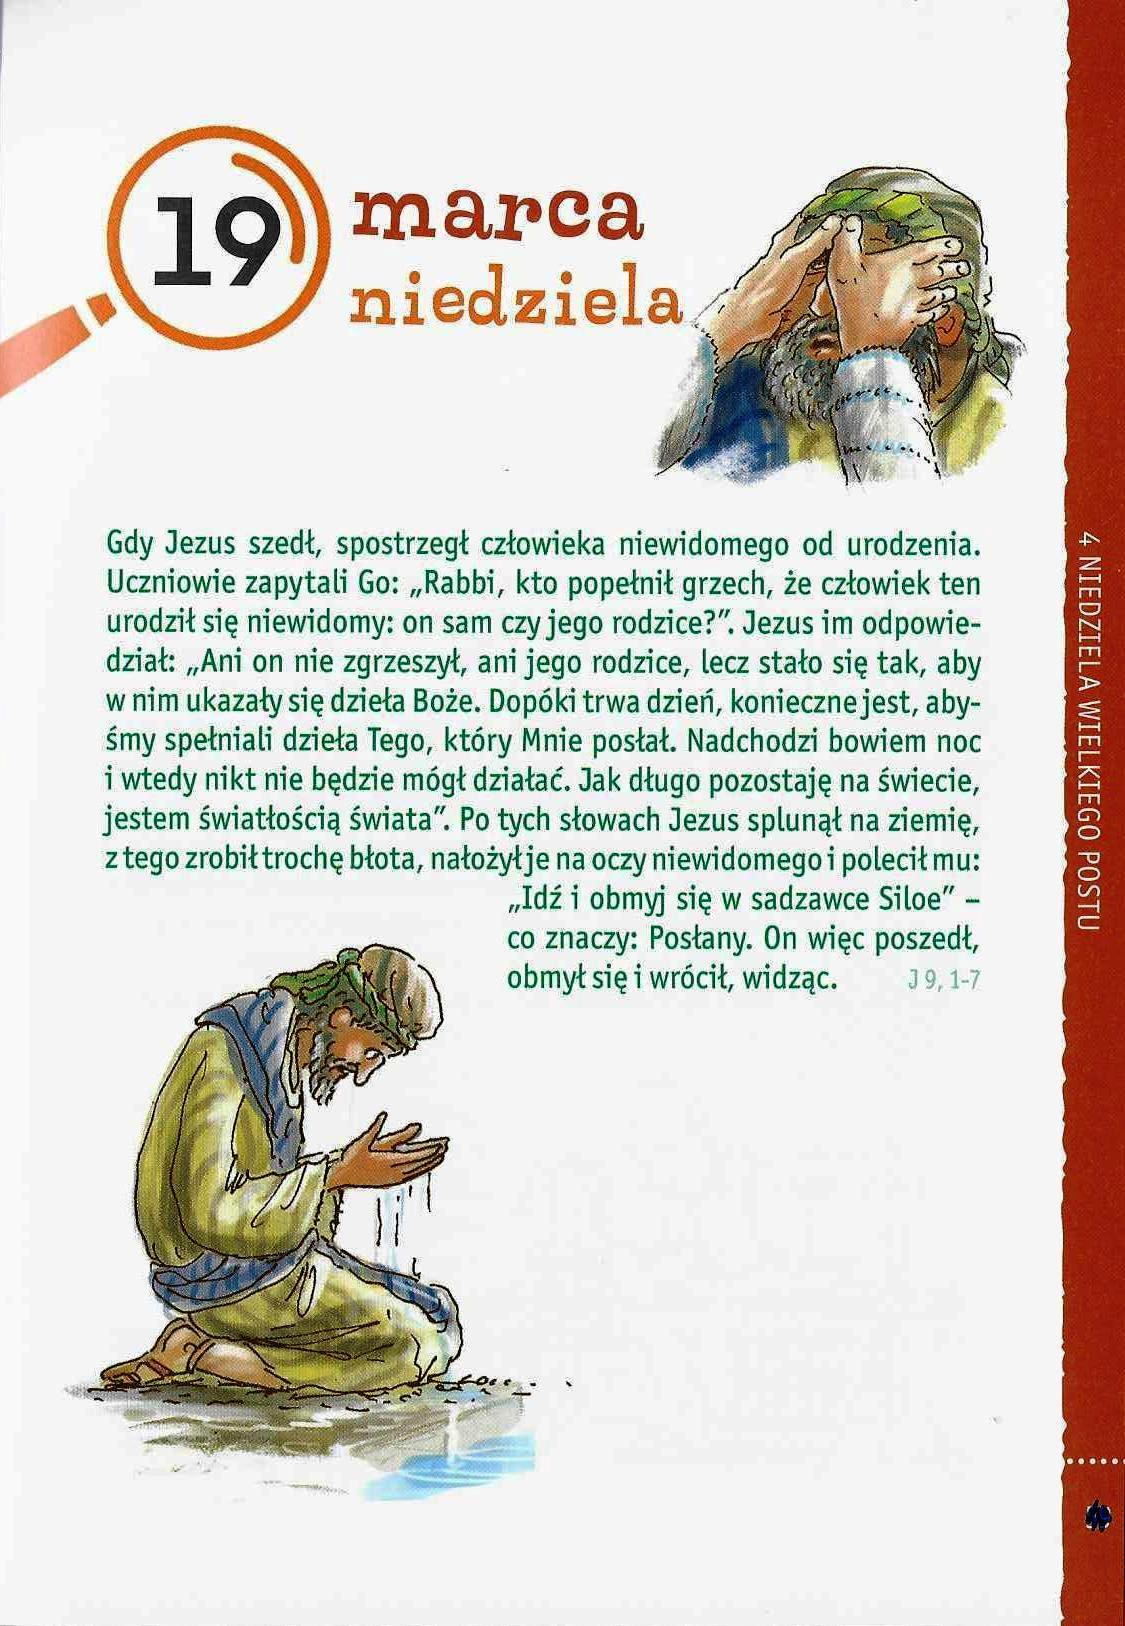 19
marca
niedziela
Gdy Jezus szedł, spostrzegł człowieka niewidomego od urodzenia.
Uczniowie zapytali Go: „Rabbi, kto popełnił grzech, że człowiek ten
urodził się niewidomy: on sam czy jego rodzice?”. Jezus im odpowie-
dział: „Ani on nie zgrzeszył, ani jego rodzice, lecz stało się tak, aby
w nim ukazały się dzieła Boże. Dopóki trwa dzień, konieczne jest, aby-
śmy spełniali dzieła Tego, który Mnie posłał. Nadchodzi bowiem noc
i wtedy nikt nie będzie mógł działać. Jak długo pozostaję na świecie,
jestem światłością świata”. Po tych słowach Jezus splunął na ziemię,
z tego zrobił trochę błota, nałożył je na oczy niewidomego i polecił mu:
„Idź i obmyj się w sadzawce Siloe” –
co znaczy: Posłany. On więc poszedł,
obmył się i wrócił, widząc. J 9, 1-7
4 NIEDZIELA WIELKIEGO POSTU